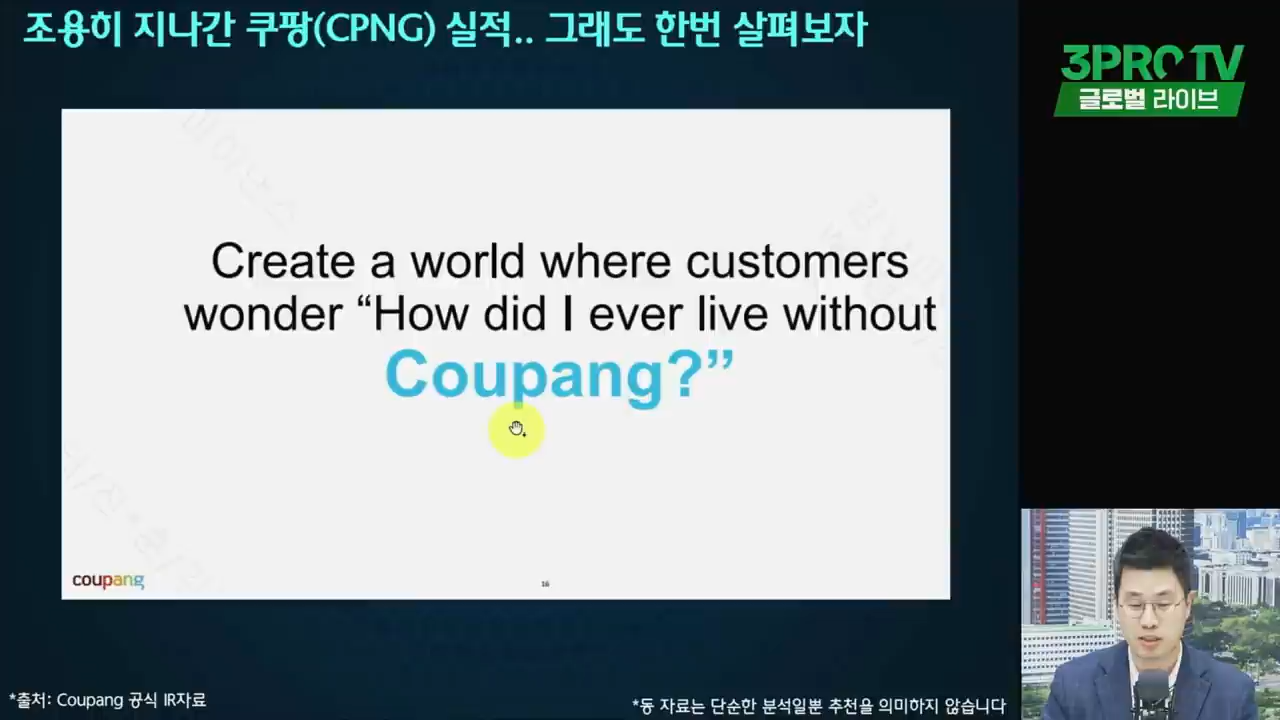 조용히 지나간 쿠팡(CPNG) 실적.. 그래도 한번 살펴보자
3PROTV
글로벌 라이브
Create a world where customers
wonder “How did I ever live without
Coupang?”
coupang
16
*출처: Coupang 공식 IR자료
*동 자료는 단순한 분석일뿐 추천을 의미하지 않습니다